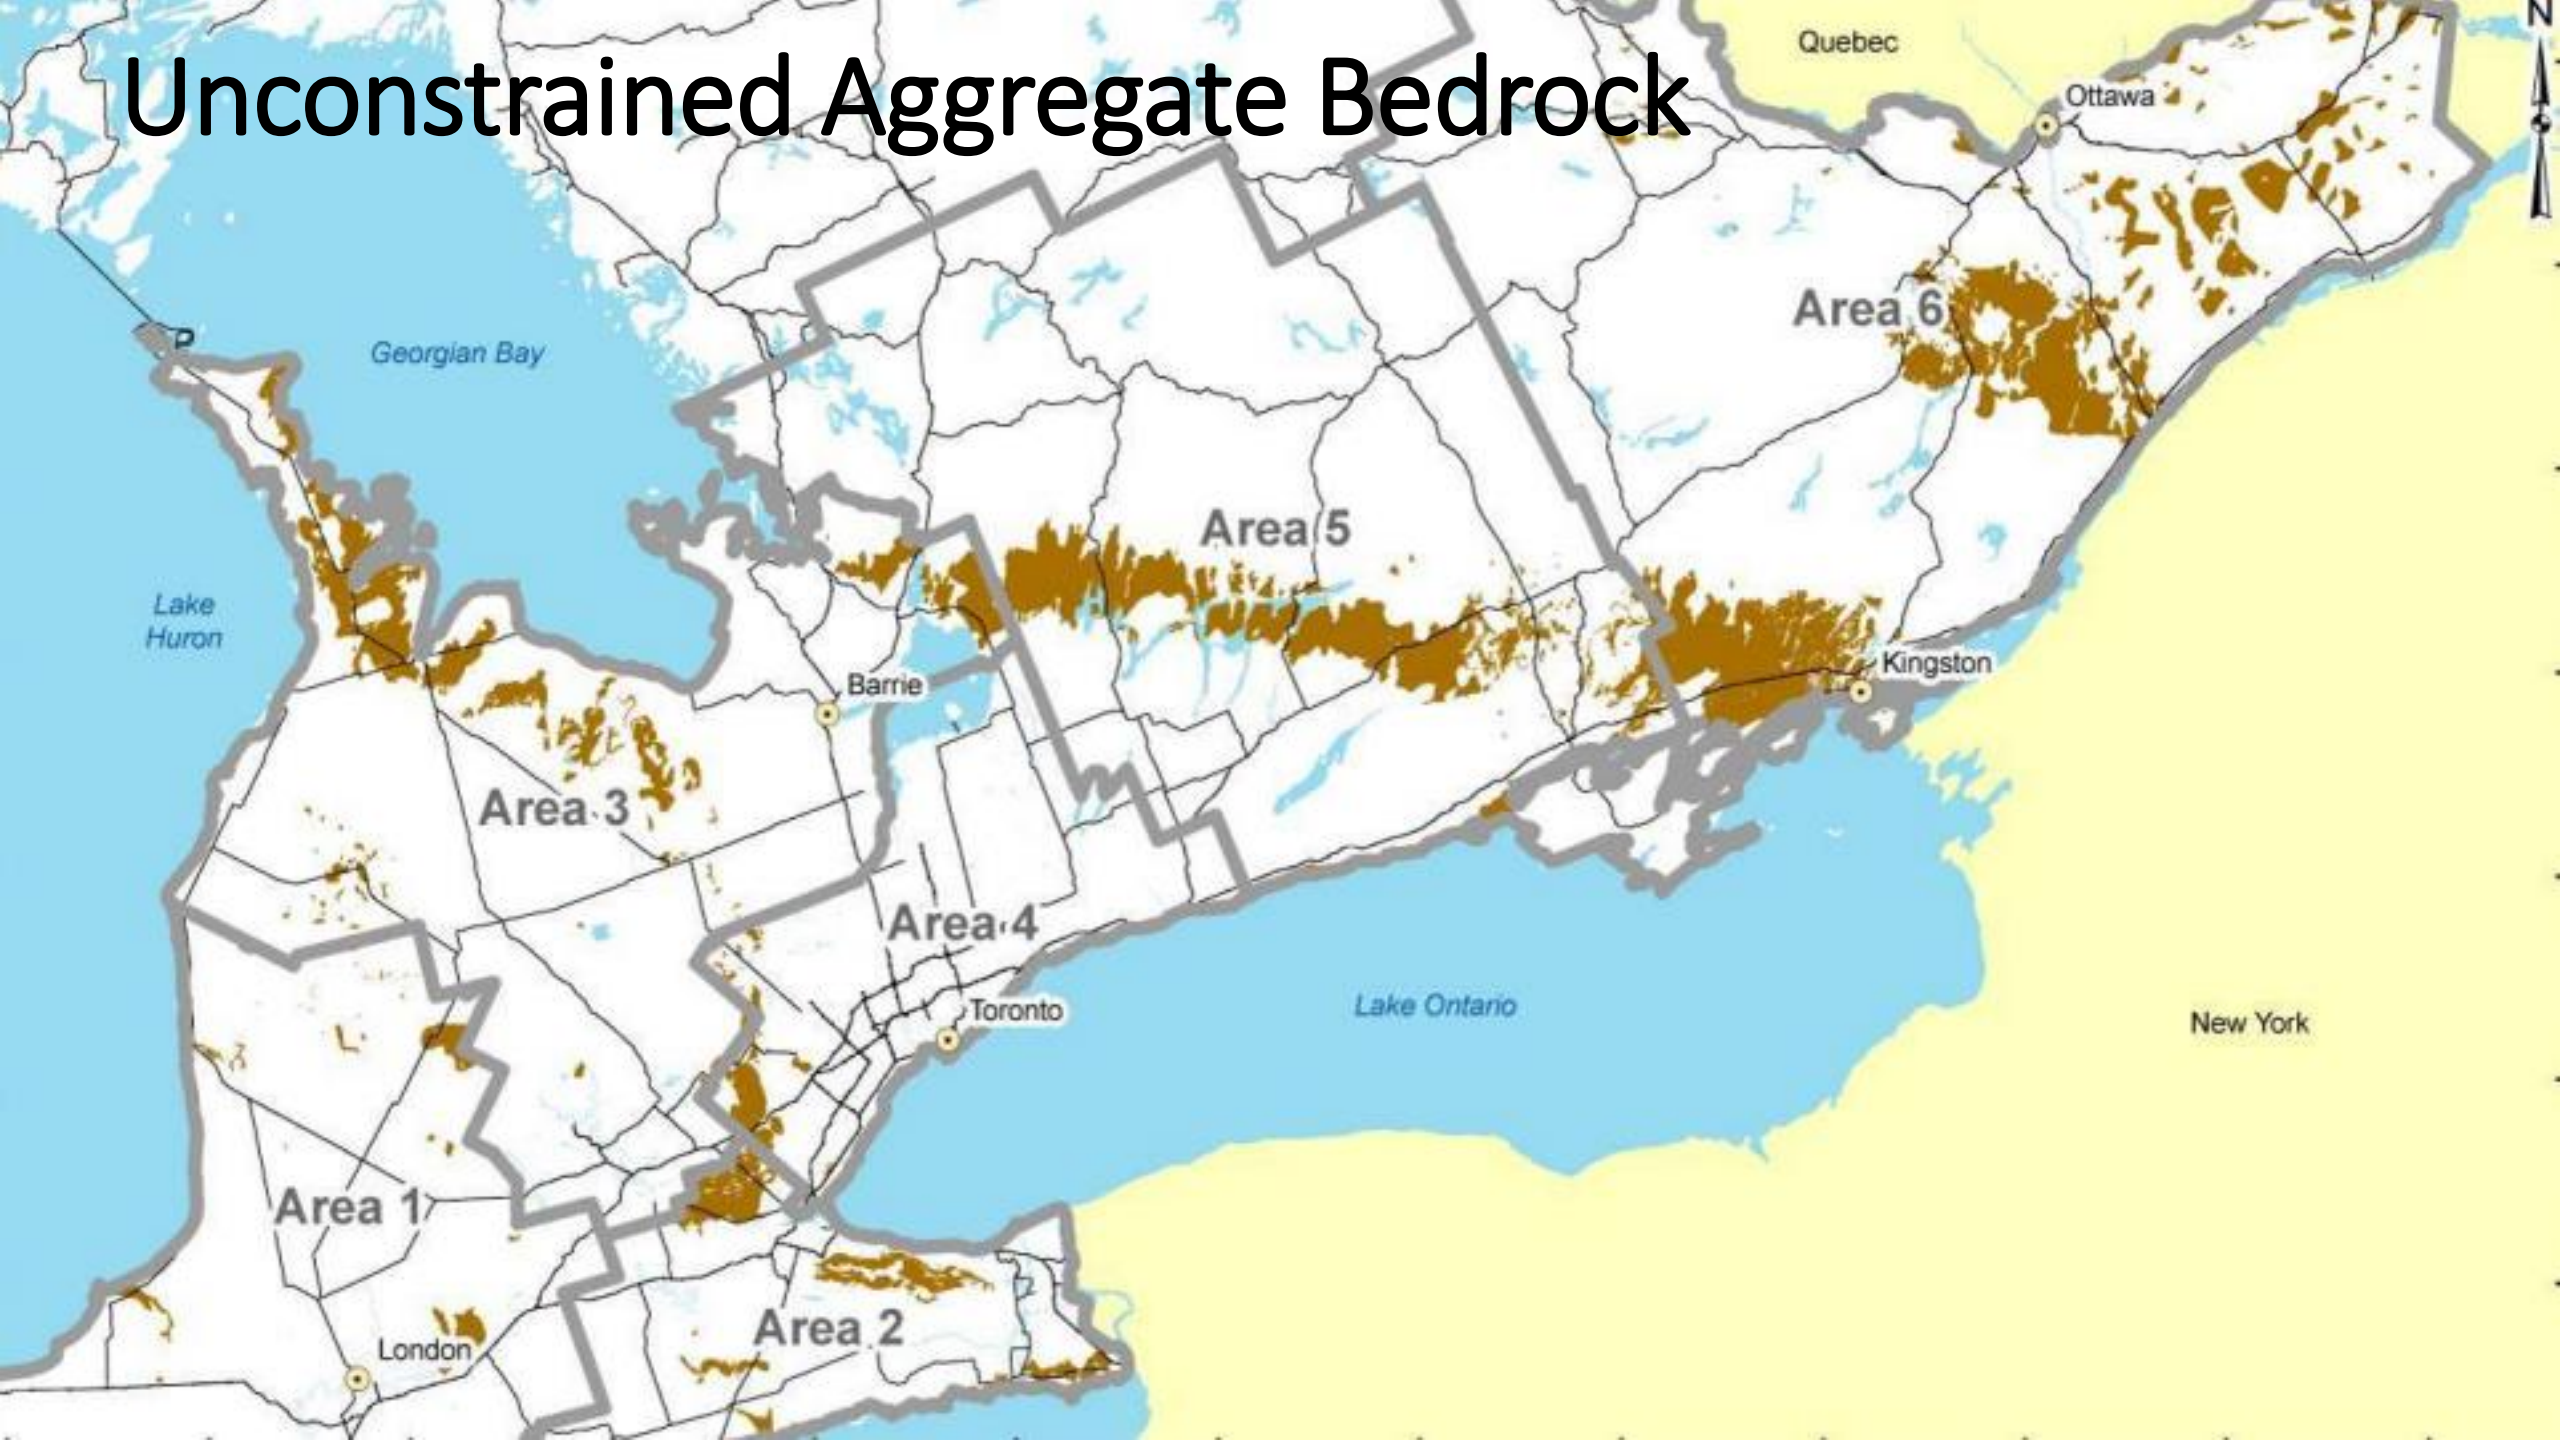 Unconstrained Aggregate Bedrock
N
Quebec
Ottawa
P
Georgian Bay
Area 6
Area 5
Lake
Huron
Kingston
Barrie
Area 3
Area 4
Toronto
Lake Ontario
New York
Area 1
Area 2
London